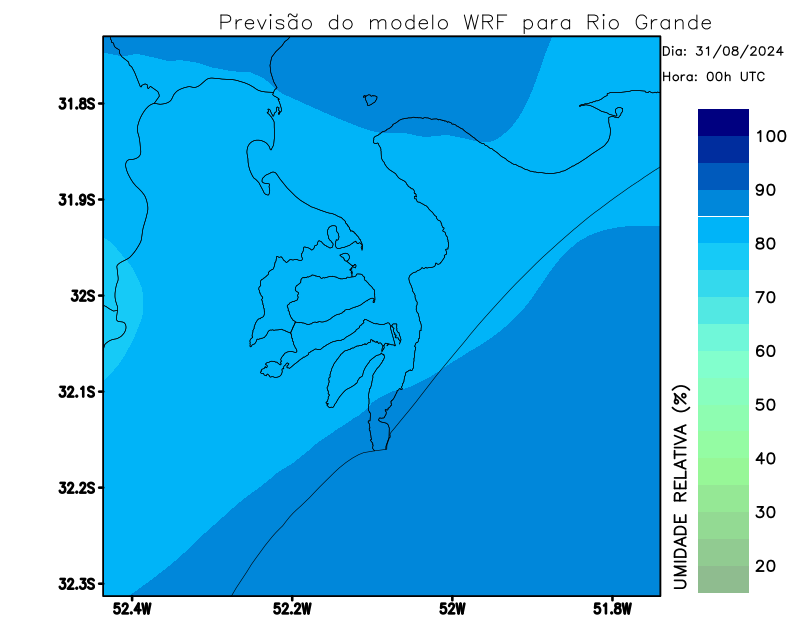 Previsão do modelo WRF para Rio Grande
Dia: 31/08/2024
Hora: 00h UTC
31.8S
31.9S
32S
32.1S
32.2S
32.3S
52.4W
52.2W
52W
51.8W
100
90
80
70
60
50
40
30
20
UMIDADE RELATIVA (%)